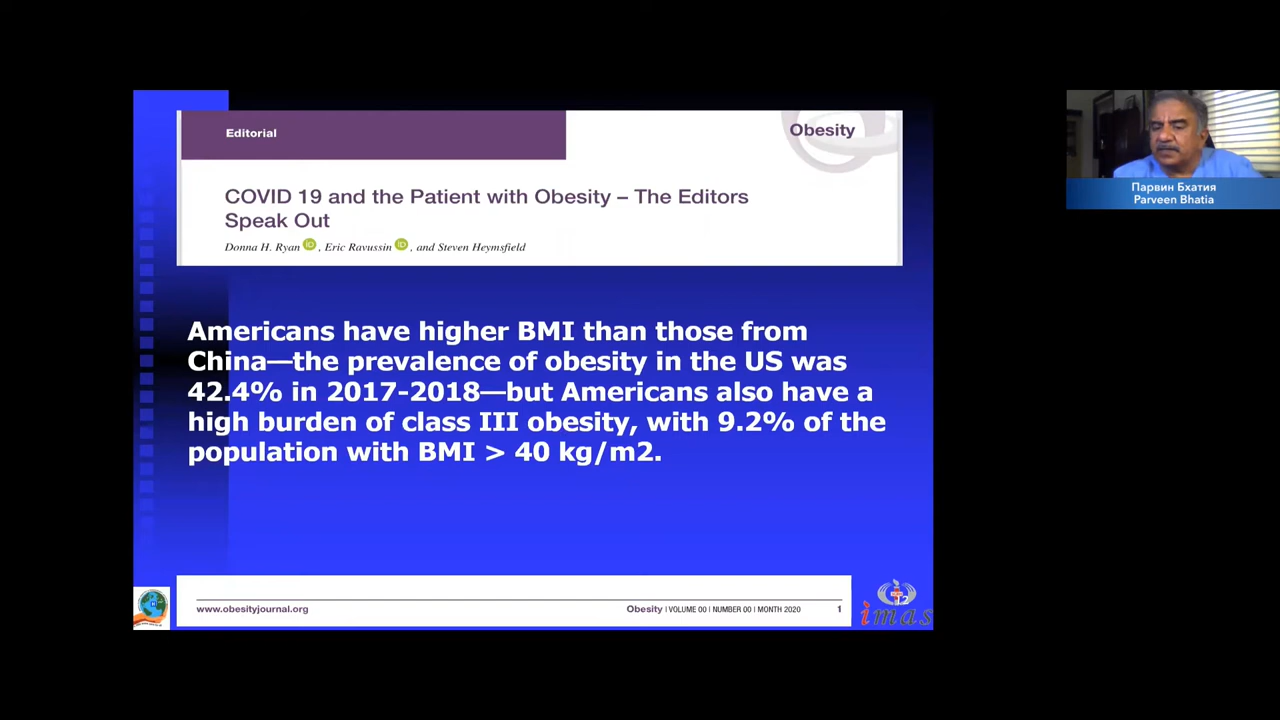 Editorial
Obesity
COVID 19 and the Patient with Obesity – The Editors
Speak Out
Donna H. Ryan iD, Eric Ravussin iD, and Steven Heymsfield
Парвин Бхатия
Parveen Bhatia
Americans have higher BMI than those from
China—the prevalence of obesity in the US was
42.4% in 2017-2018—but Americans also have a
high burden of class III obesity, with 9.2% of the
population with BMI > 40 kg/m2.
www.obesityjournal.org
Obesity | VOLUME 00 | NUMBER 00 | MONTH 2020 1
12
imas